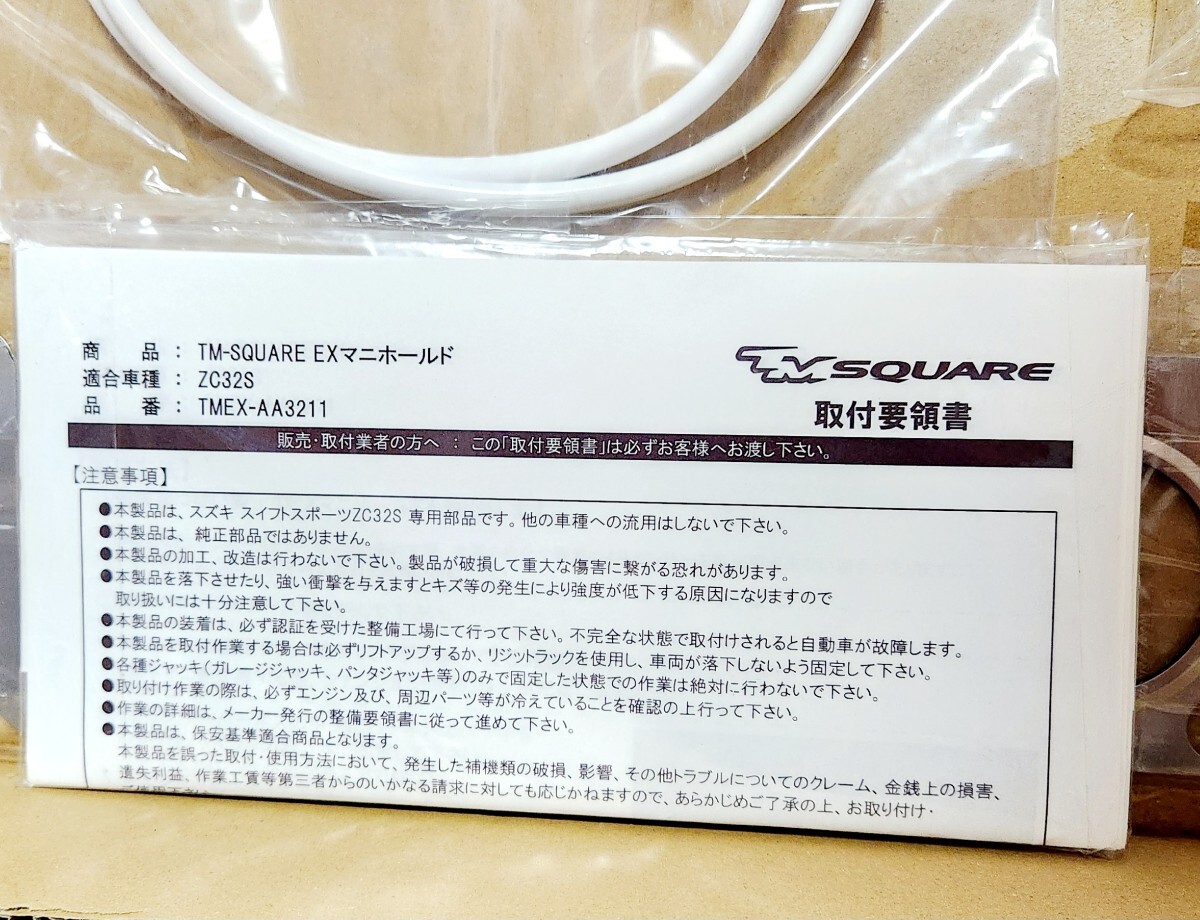 商　品 : TM-SQUARE EXマニホールド
適合車種 : ZC32S
品　番 : TMEX-AA3211
TM SQUARE
取付要領書
販売・取付業者の方へ : この「取付要領書」は必ずお客様へお渡し下さい。
【注意事項】
●本製品は、スズキ スイフトスポーツZC32S 専用部品です。他の車種への流用はしないで下さい。
●本製品は、純正部品ではありません。
●本製品の加工、改造は行わないで下さい。製品が破損して重大な傷害に繋がる恐れがあります。
●本製品を落下させたり、強い衝撃を与えますとキズ等の発生により強度が低下する原因になりますので
取り扱いには十分注意して下さい。
●本製品の装着は、必ず認証を受けた整備工場にて行って下さい。不完全な状態で取付けされると自動車が故障します。
●本製品を取付作業する場合は必ずリフトアップするか、リジットラックを使用し、車両が落下しないよう固定して下さい。
●各種ジャッキ(ガレージジャッキ、パンタジャッキ等)のみで固定した状態での作業は絶対に行わないで下さい。
●取り付け作業の際は、必ずエンジン及び、周辺パーツ等が冷えていることを確認の上行って下さい。
●作業の詳細は、メーカー発行の整備要領書に従って進めて下さい。
●本製品は、保安基準適合商品となります。
本製品を誤った取付・使用方法において、発生した補機類の破損、影響、その他トラブルについてのクレーム、金銭上の損害、
遺失利益、作業工賃等第三者からのいかなる請求に対しても応じかねますので、あらかじめご了承の上、お取り付け・